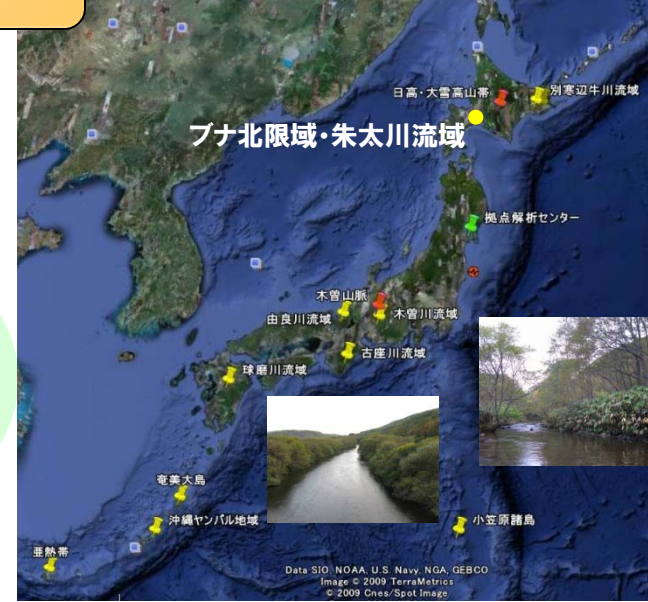 日高・大雪高山帯
別寒辺牛川流域
ブナ北限域・朱太川流域
拠点解析センター
木曽山脈
木曽川流域
由良川流域
古座川流域
球磨川流域
奄美大島
沖縄ヤンバル地域
小笠原諸島
亜熱帯
Data SIO, NOAA, U.S. Navy, NGA, GEBCO
Image © 2009 TerraMetrics
© 2009 Cnes/Spot Image